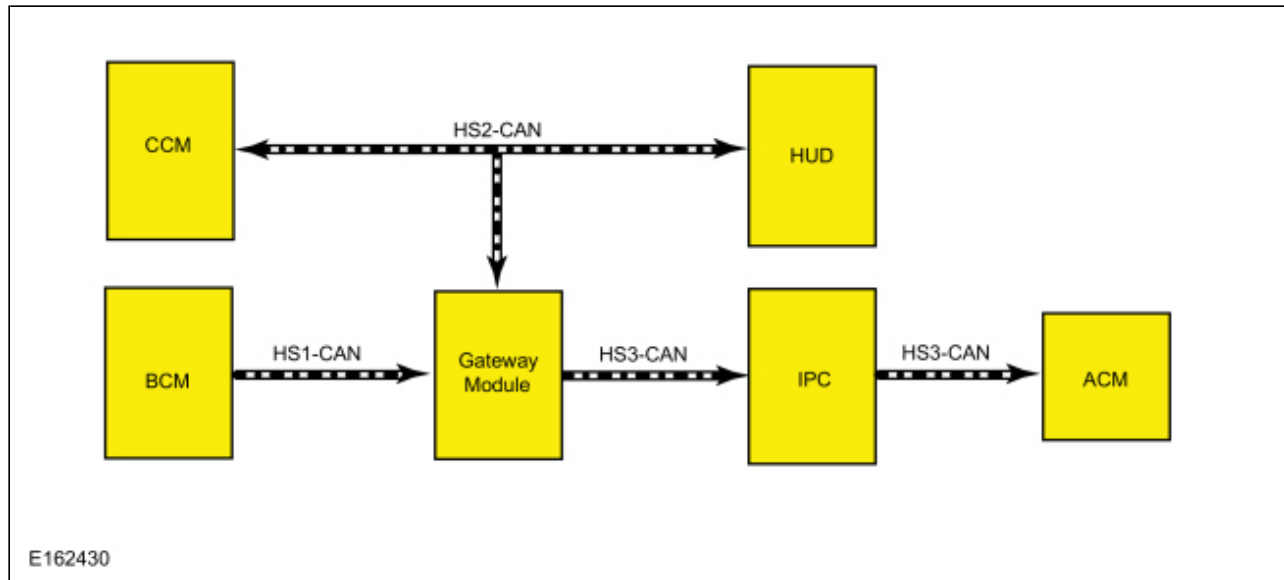 CCM
HS2-CAN
HUD
BCM
HS1-CAN
Gateway
Module
HS3-CAN
IPC
HS3-CAN
ACM
E162430